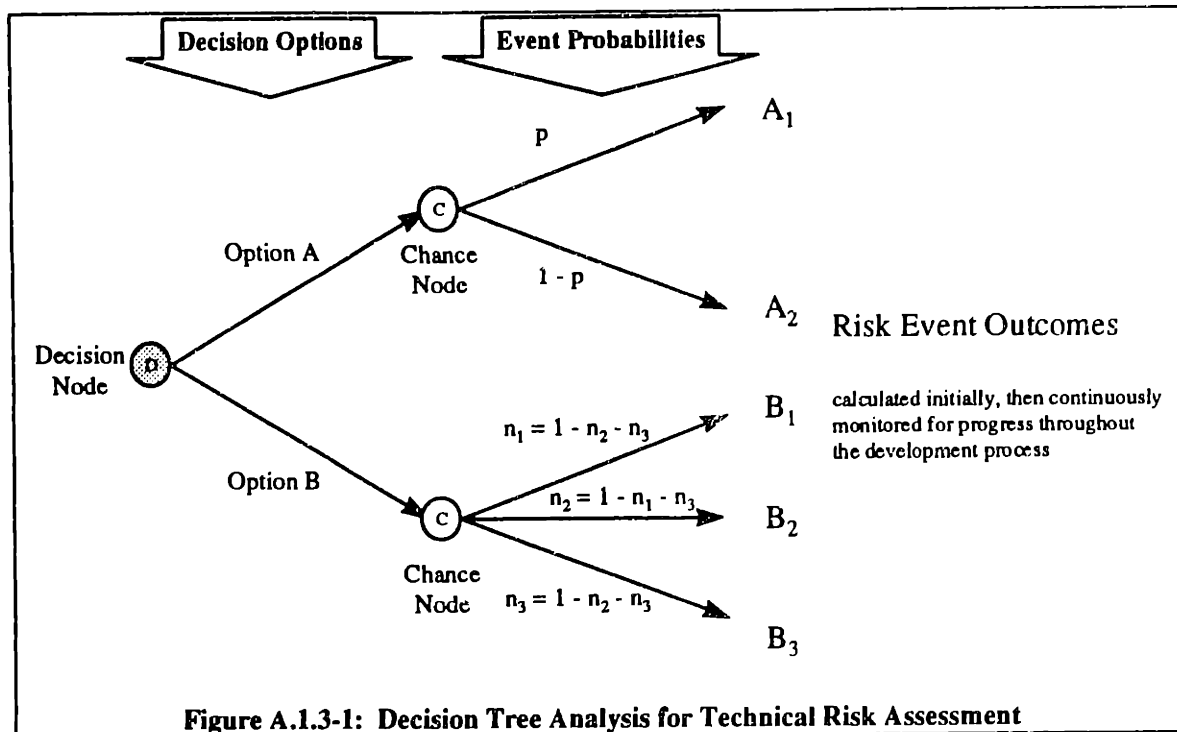 Decision Options
Event Probabilities
A₁
p
C
Option A
Chance
Node
1 - p
A₂
Risk Event Outcomes
Decision
Node
D
B₁
calculated initially, then continuously
monitored for progress throughout
the development process
n₁ = 1 - n₂ - n₃
Option B
n₂ = 1 - n₁ - n₃
C
B₂
Chance
Node
n₃ = 1 - n₂ - n₃
B₃
Figure A.1.3-1: Decision Tree Analysis for Technical Risk Assessment